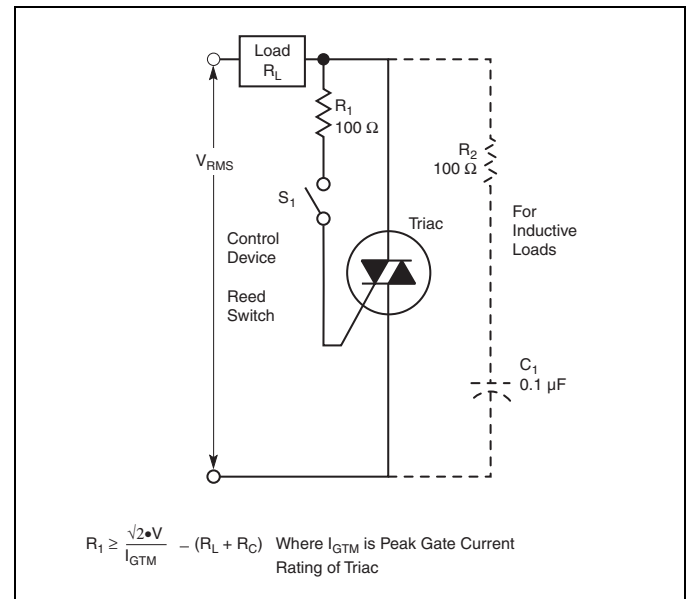 Load
R_L
R_1
100 Ω
V_RMS
R_2
100 Ω
S_1
Triac
For
Inductive
Loads
Control
Device
Reed
Switch
C_1
0.1 µF
R_1 ≥ √2•V / I_GTM – (R_L + R_C) Where I_GTM is Peak Gate Current
Rating of Triac